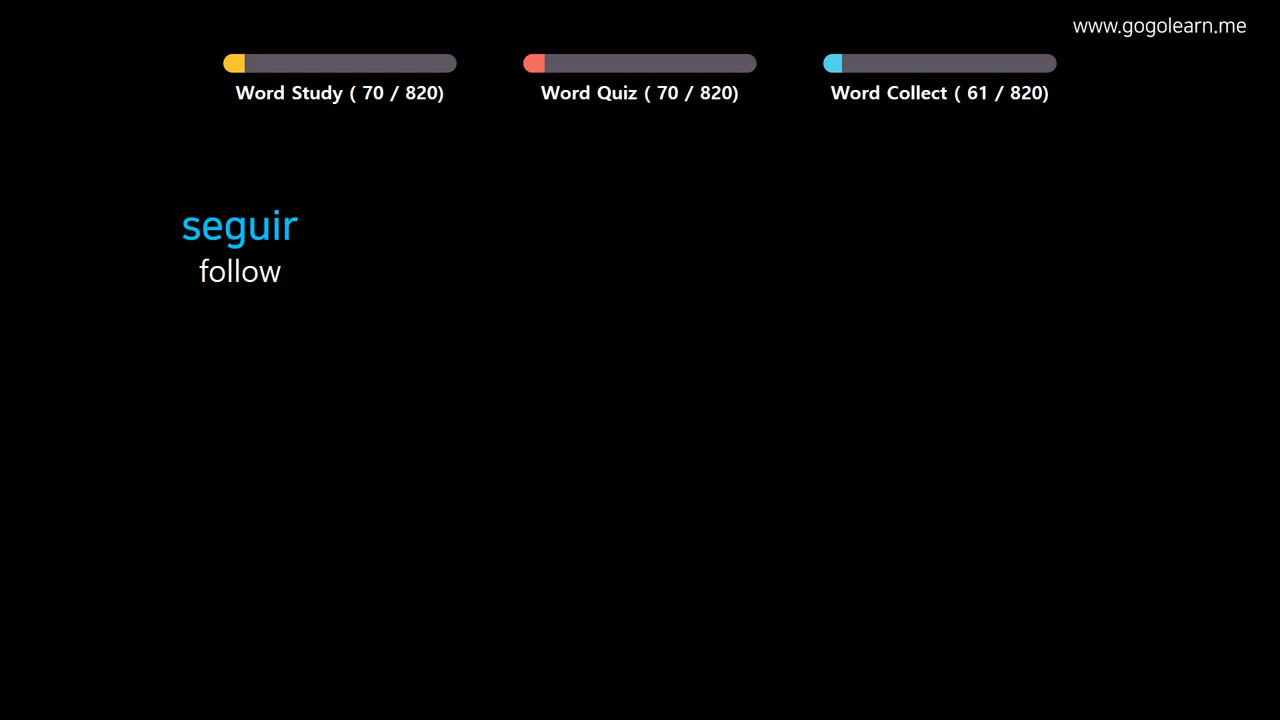 www.gogolearn.me
Word Study ( 70 / 820)
Word Quiz ( 70 / 820)
Word Collect ( 61 / 820)
seguir
follow